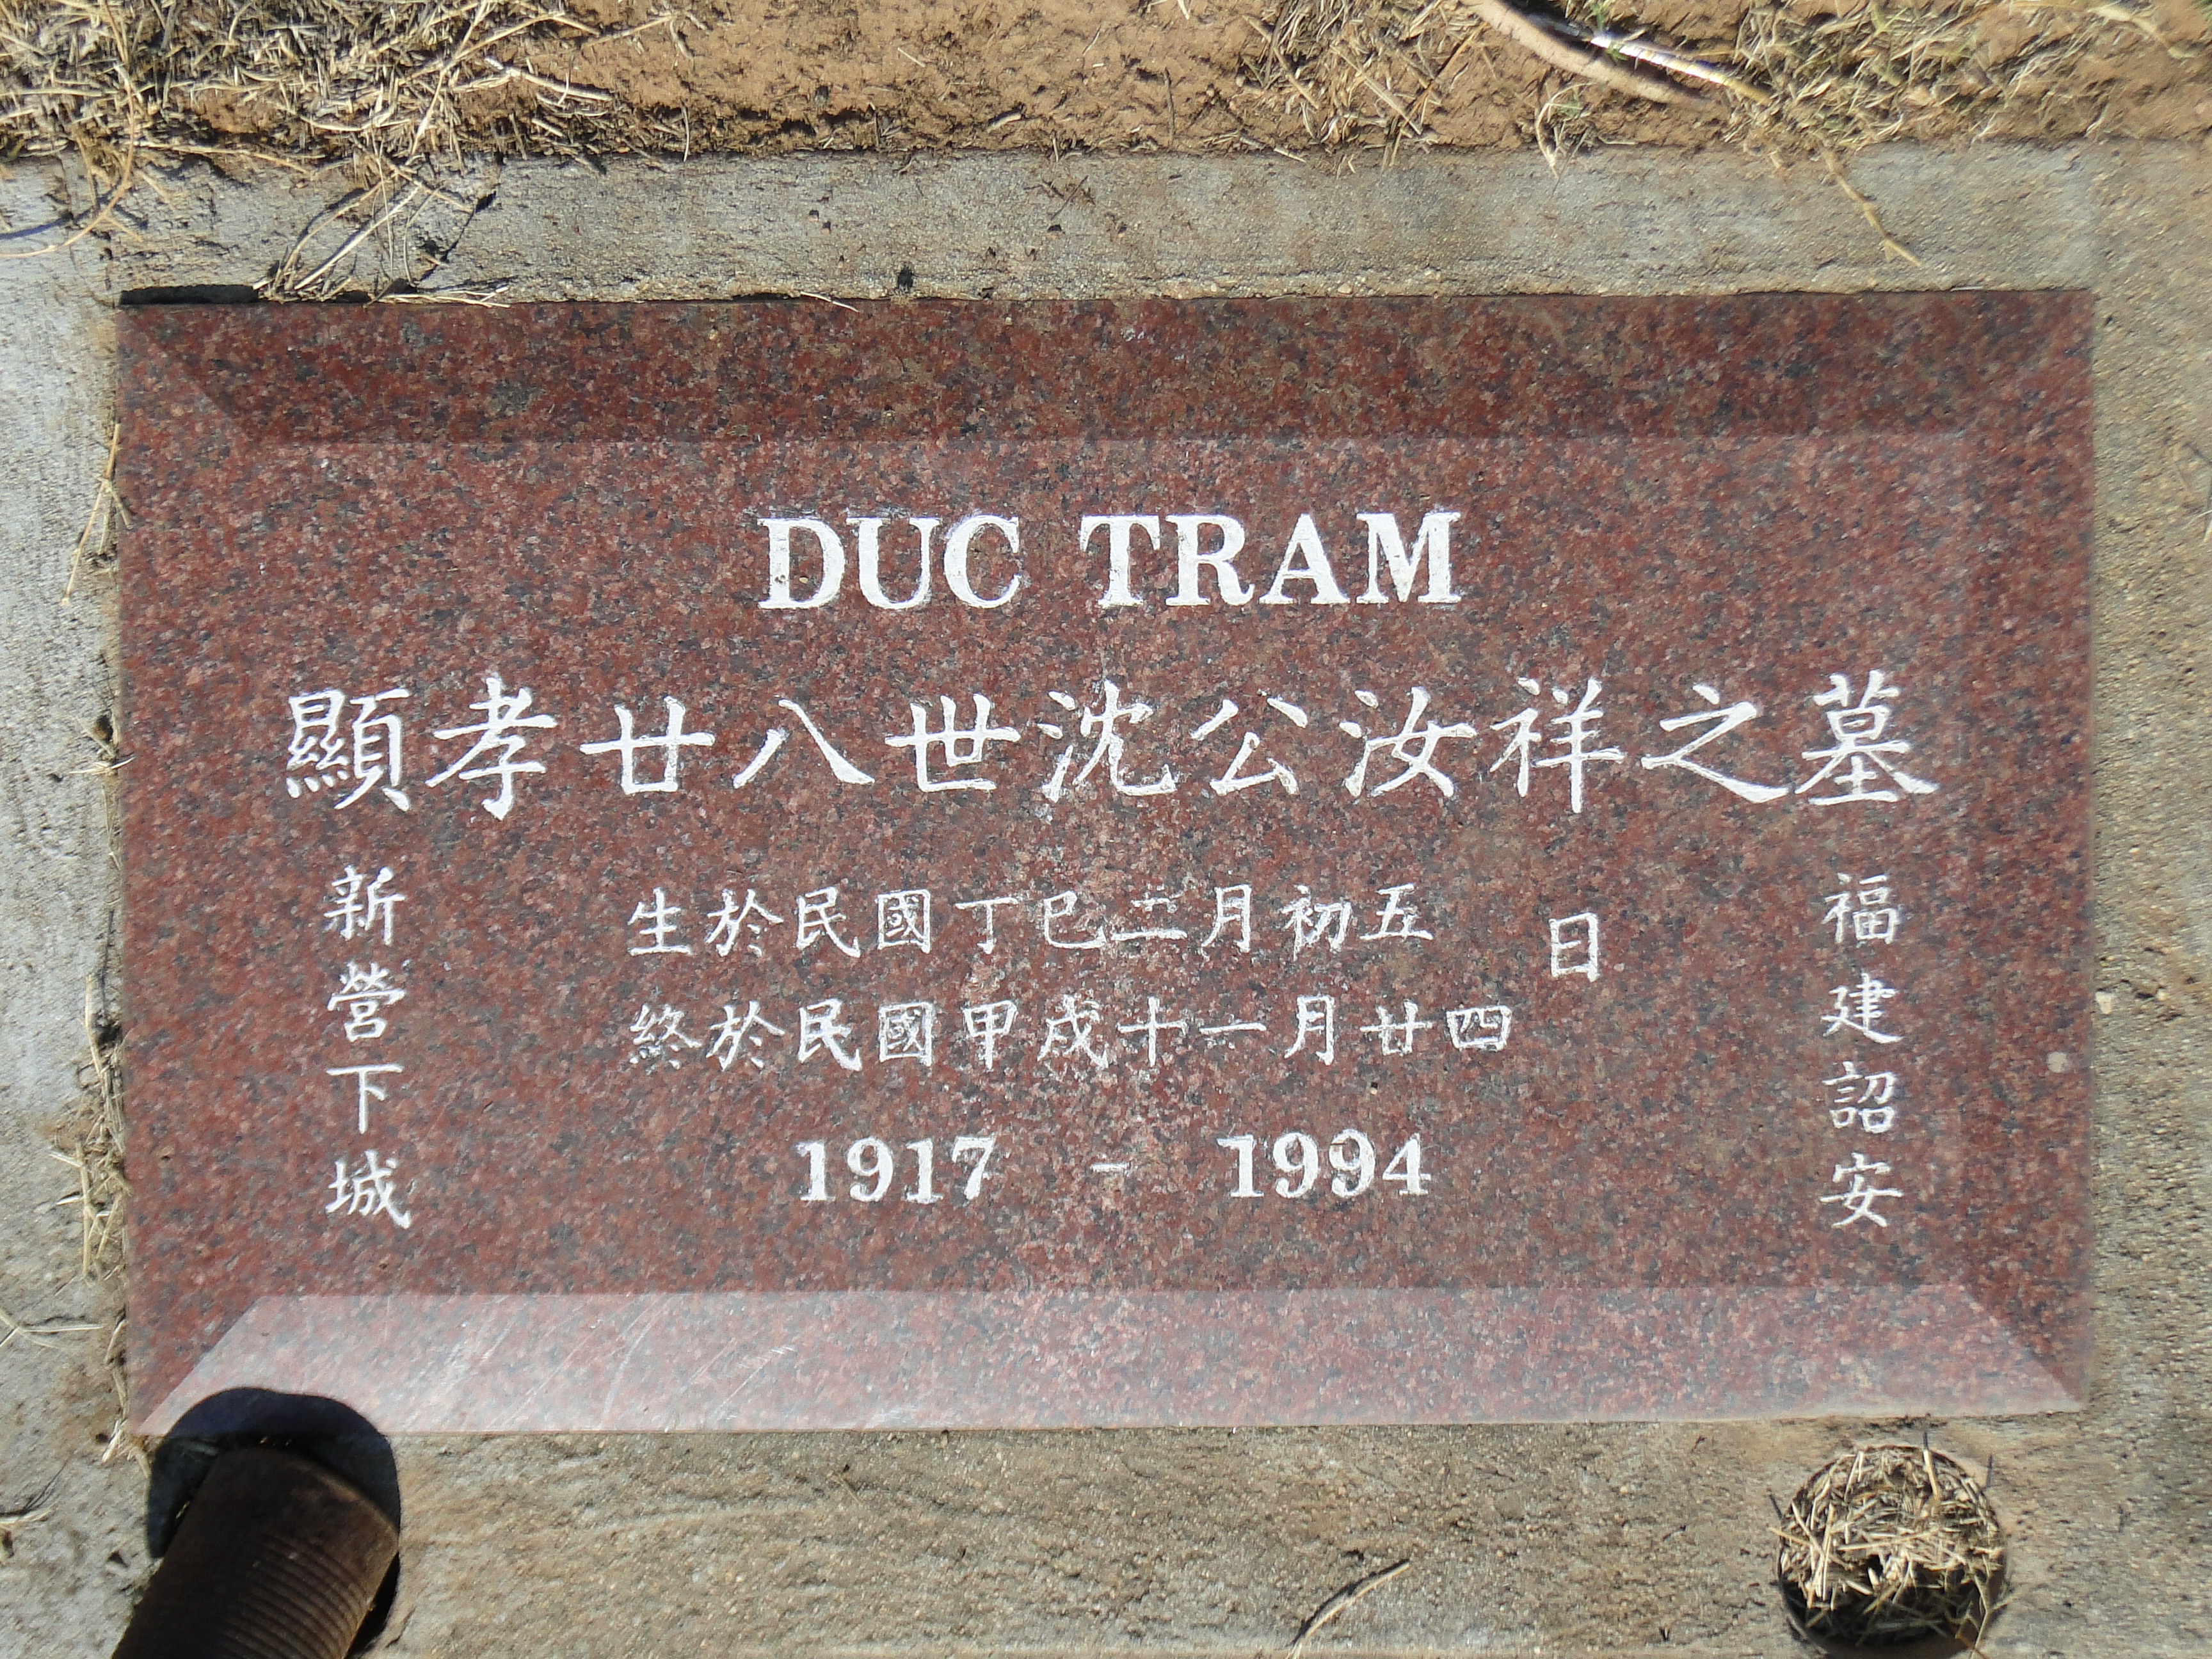 DUC TRAM
顯孝廿八世沈公汝祥之墓
生於民國丁巳二月初五
日
終於民國甲戌十一月廿四
1917 - 1994
福建詔安
新營下城